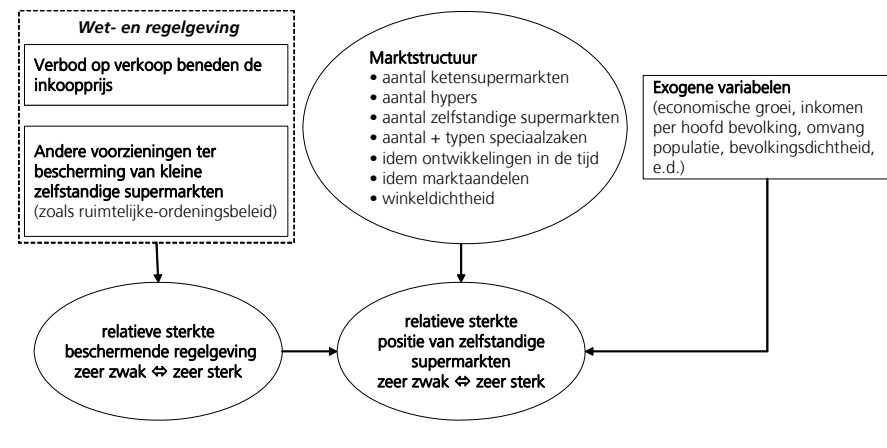 Wet- en regelgeving
Verbod op verkoop beneden de
inkoopprijs
Andere voorzieningen ter
bescherming van kleine
zelfstandige supermarkten
(zoals ruimtelijke-ordeningsbeleid)
Marktstructuur
• aantal ketensupermarkten
• aantal hypers
• aantal zelfstandige supermarkten
• aantal + typen speciaalzaken
• idem ontwikkelingen in de tijd
• idem marktaandelen
• winkeldichtheid
Exogene variabelen
(economische groei, inkomen
per hoofd bevolking, omvang
populatie, bevolkingsdichtheid,
e.d.)
relatieve sterkte
beschermende regelgeving
zeer zwak ⇔ zeer sterk
relatieve sterkte
positie van zelfstandige
supermarkten
zeer zwak ⇔ zeer sterk